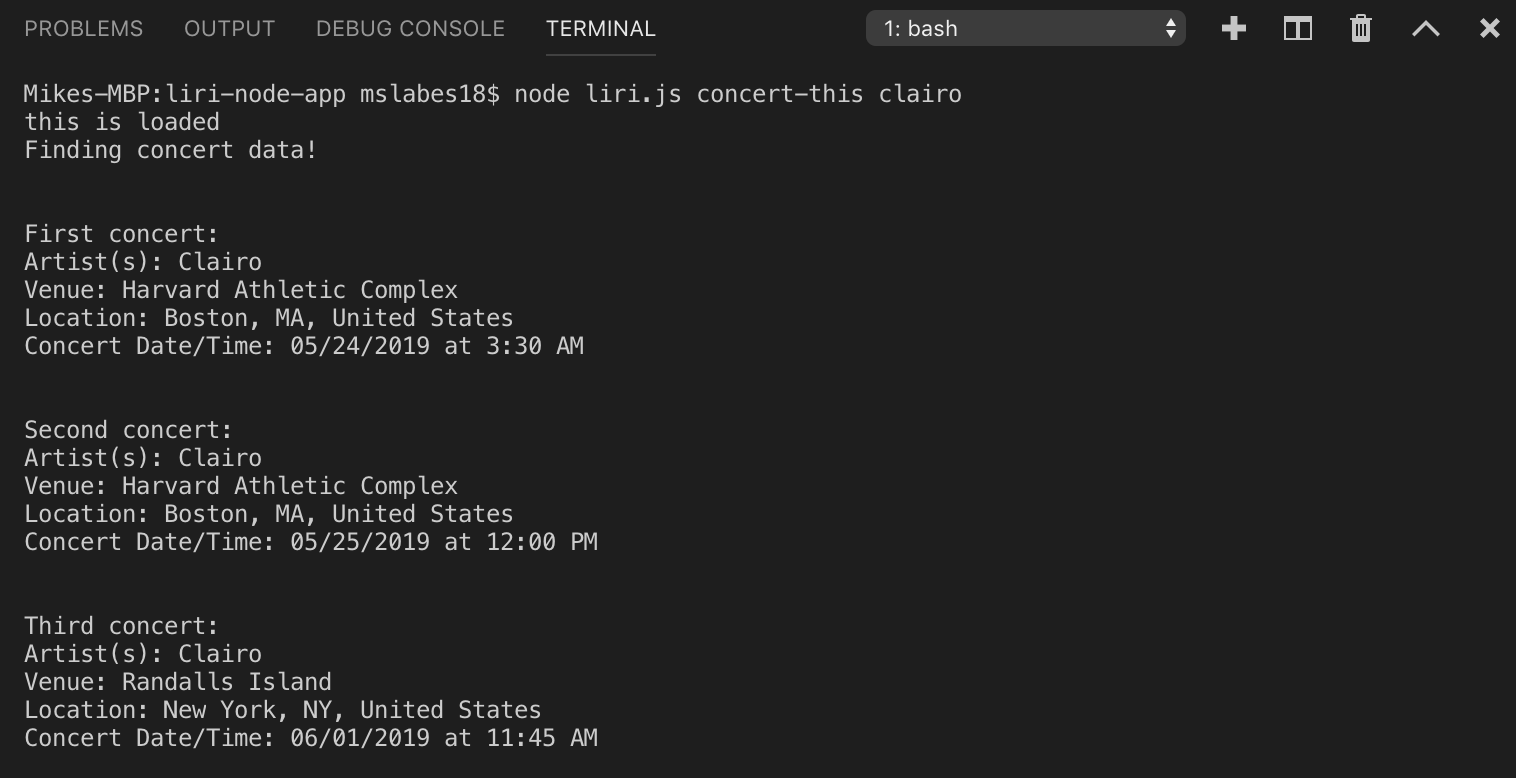 PROBLEMS OUTPUT DEBUG CONSOLE TERMINAL 1: bash
Mikes-MBP:liri-node-app mslabes18$ node liri.js concert-this clairo
this is loaded
Finding concert data!
First concert:
Artist(s): Clairo
Venue: Harvard Athletic Complex
Location: Boston, MA, United States
Concert Date/Time: 05/24/2019 at 3:30 AM
Second concert:
Artist(s): Clairo
Venue: Harvard Athletic Complex
Location: Boston, MA, United States
Concert Date/Time: 05/25/2019 at 12:00 PM
Third concert:
Artist(s): Clairo
Venue: Randalls Island
Location: New York, NY, United States
Concert Date/Time: 06/01/2019 at 11:45 AM